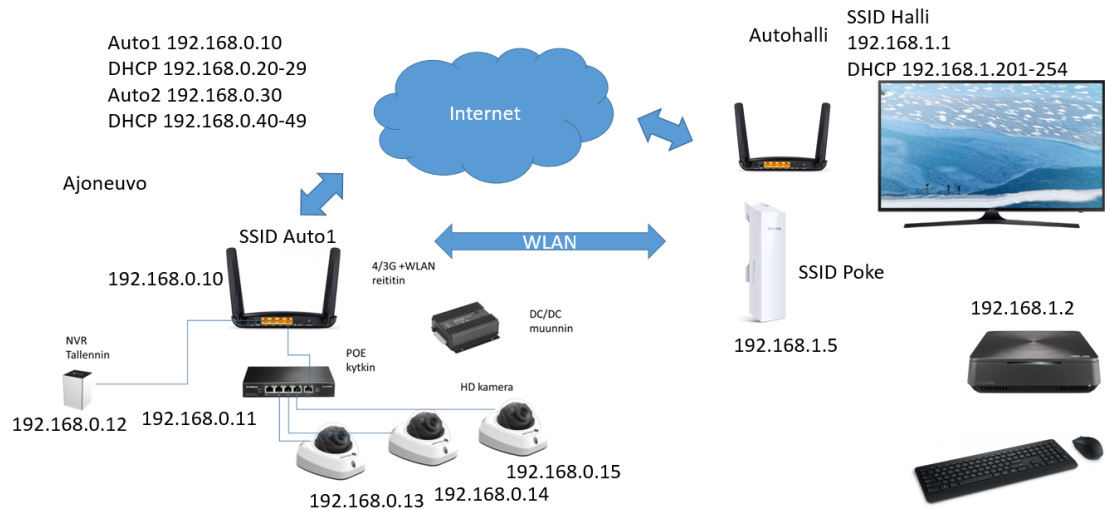 Auto1 192.168.0.10
DHCP 192.168.0.20-29
Auto2 192.168.0.30
DHCP 192.168.0.40-49
Internet
Autohalli
SSID Halli
192.168.1.1
DHCP 192.168.1.201-254
Ajoneuvo
SSID Auto1
192.168.0.10
4/3G +WLAN
reititin
WLAN
SSID Poke
192.168.1.5
DC/DC
muunnin
192.168.1.2
NVR
Tallennin
192.168.0.12
POE
kytkin
192.168.0.11
HD kamera
192.168.0.13
192.168.0.14
192.168.0.15